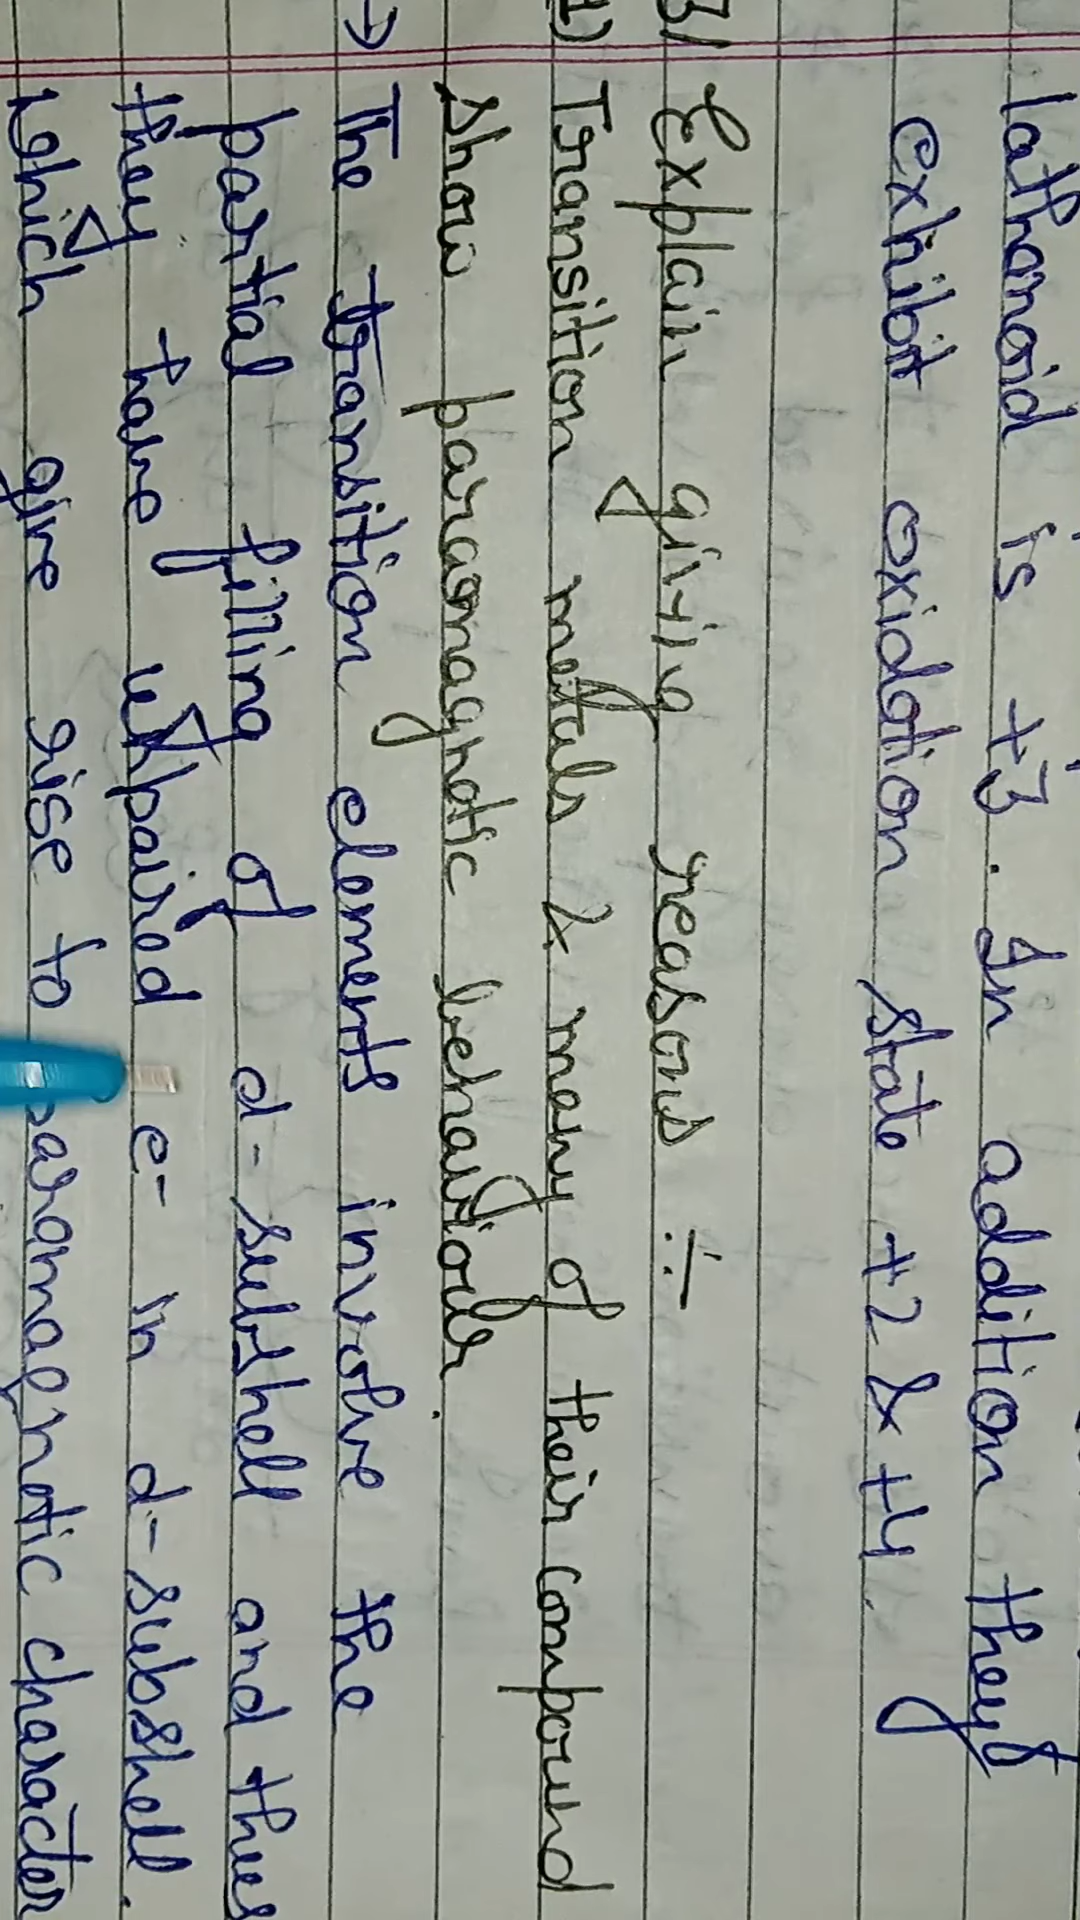 lathanoid is +3. In addition they
exhibit oxidation state +2 & +4.
3) Explain giving reasons :-
1) Transition metals & many of their compound
show paramagnetic behaviour.
→ The transition elements involve the
partial filling of d-subshell and thus
they have unpaired e- in d-subshell.
which give rise to paramagnetic character